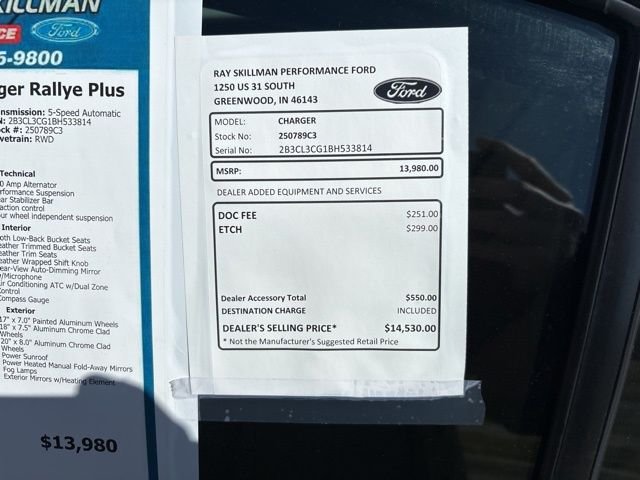 SKILLMAN
CE Ford
5-9800
ger Rallye Plus
nsmission: 5-Speed Automatic
N: 2B3CL3CG1BH533814
ck #: 250789C3
vetrain: RWD
Technical
0 Amp Alternator
rformance Suspension
ar Stabilizer Bar
action control
ur wheel independent suspension
Interior
oth Low-Back Bucket Seats
eather Trimmed Bucket Seats
eather Trim Seats
eather Wrapped Shift Knob
ear-View Auto-Dimming Mirror
w/Microphone
ir Conditioning ATC w/Dual Zone
Control
ompass Gauge
Exterior
17" x 7.0" Painted Aluminum Wheels
18" x 7.5" Aluminum Chrome Clad
Wheels
20" x 8.0" Aluminum Chrome Clad
Wheels
Power Sunroof
Power Heated Manual Fold-Away Mirrors
Fog Lamps
Exterior Mirrors w/Heating Element
$13,980
RAY SKILLMAN PERFORMANCE FORD
1250 US 31 SOUTH
GREENWOOD, IN 46143
Ford
MODEL: CHARGER
Stock No: 250789C3
Serial No: 2B3CL3CG1BH533814
MSRP: 13,980.00
DEALER ADDED EQUIPMENT AND SERVICES
DOC FEE $251.00
ETCH $299.00
Dealer Accessory Total $550.00
DESTINATION CHARGE INCLUDED
DEALER'S SELLING PRICE* $14,530.00
* Not the Manufacturer's Suggested Retail Price